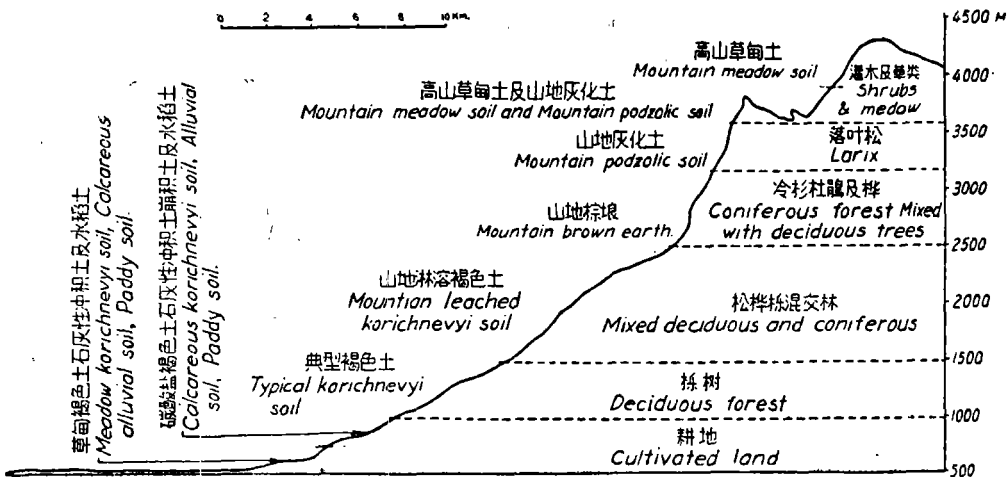 0 2 4 6 8 10 KM.
4500 M
4000
3500
3000
2500
2000
1500
1000
500
高山草甸土
Mountain meadow soil
灌木及草类
Shrubs
& medow
高山草甸土及山地灰化土
Mountain meadow soil and Mountain podzolic soil
落叶松
Larix
山地灰化土
Mountain podzolic soil
冷杉杜鵑及桦
Coniferous forest Mixed
with deciduous trees
山地棕埌
Mountain brown earth.
山地淋溶褐色土
Mountian leached
korichnevyi soil
松桦栎混交林
Mixed deciduous and coniferous
典型褐色土
Typical korichnevyi
soil
栎树
Deciduous forest
耕地
Cultivated land
草甸褐色土石灰性冲积土及水稻土
Meadow korichnevyi soil, Calcareous
alluvial soil, Paddy soil.
碳酸盐褐色土石灰性冲积土崩积土及水稻土
Calcareous korichnevyi soil, Alluvial
soil, Paddy soil.